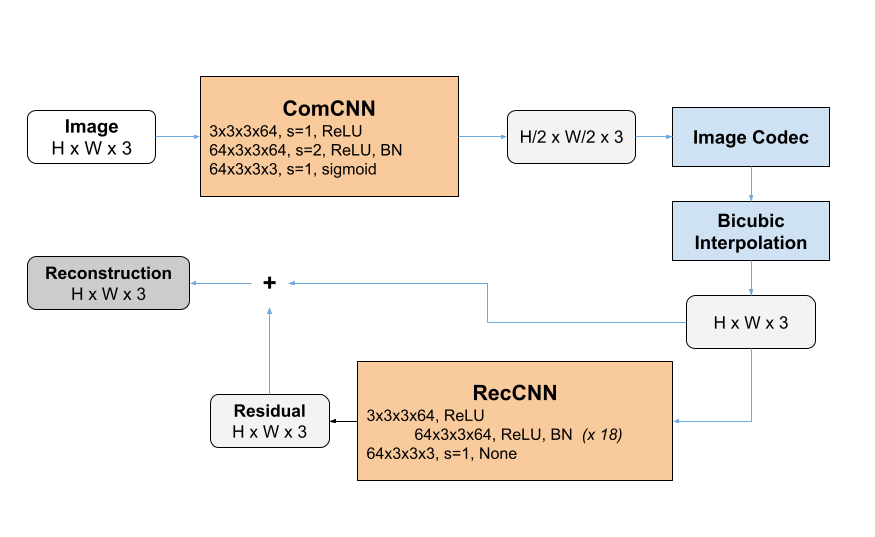 Image
H x W x 3
ComCNN
3x3x3x64, s=1, ReLU
64x3x3x64, s=2, ReLU, BN
64x3x3x3, s=1, sigmoid
H/2 x W/2 x 3
Image Codec
Bicubic
Interpolation
H x W x 3
Reconstruction
H x W x 3
+
RecCNN
3x3x3x64, ReLU
64x3x3x64, ReLU, BN (x 18)
64x3x3x3, s=1, None
Residual
H x W x 3